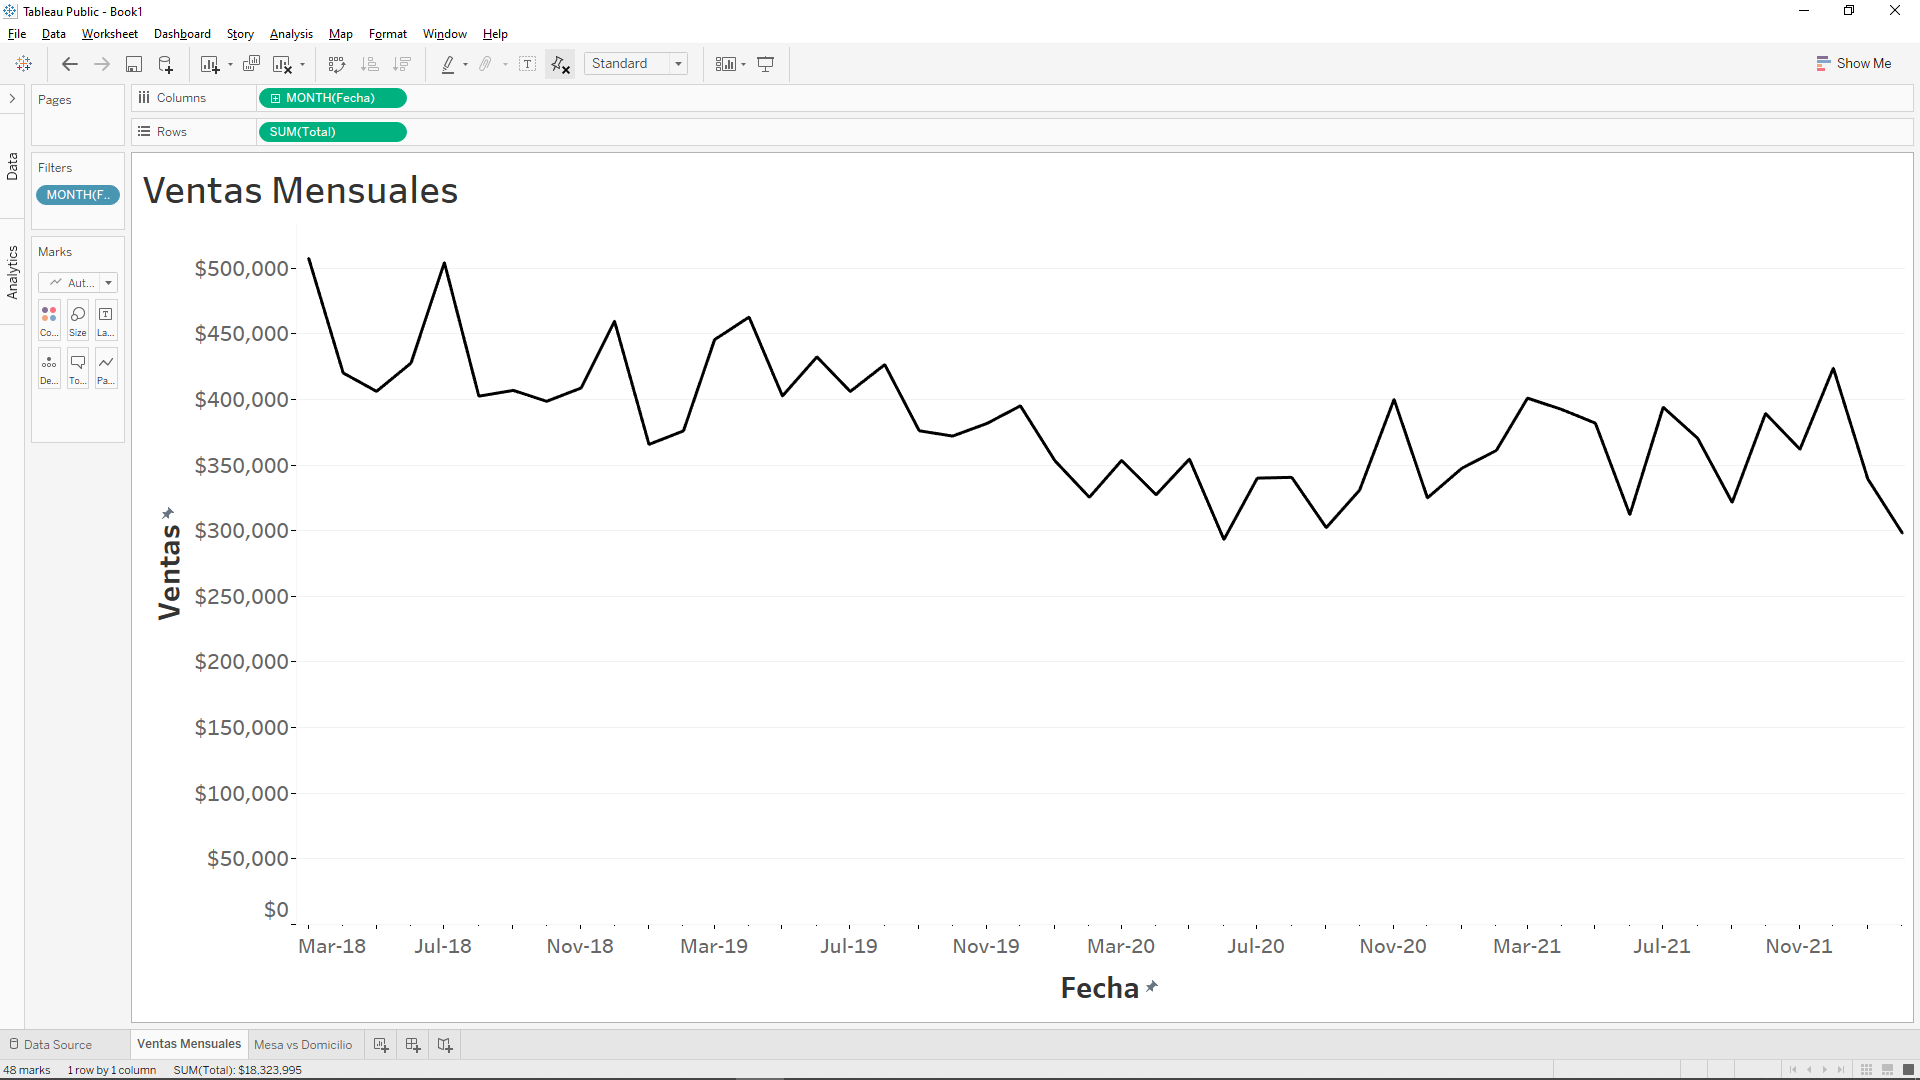 Tableau Public - Book1
File Data Worksheet Dashboard Story Analysis Map Format Window Help
Standard
Show Me
Pages
Columns
MONTH(Fecha)
Rows
SUM(Total)
Data
Analytics
Filters
MONTH(F..
Marks
Aut...
Co... Size La...
De... To... Pa...
Ventas Mensuales
$500,000
$450,000
$400,000
$350,000
$300,000
$250,000
$200,000
$150,000
$100,000
$50,000
$0
Ventas
Mar-18 Jul-18 Nov-18 Mar-19 Jul-19 Nov-19 Mar-20 Jul-20 Nov-20 Mar-21 Jul-21 Nov-21
Fecha
Data Source Ventas Mensuales Mesa vs Domicilio
48 marks 1 row by 1 column SUM(Total): $18,323,995